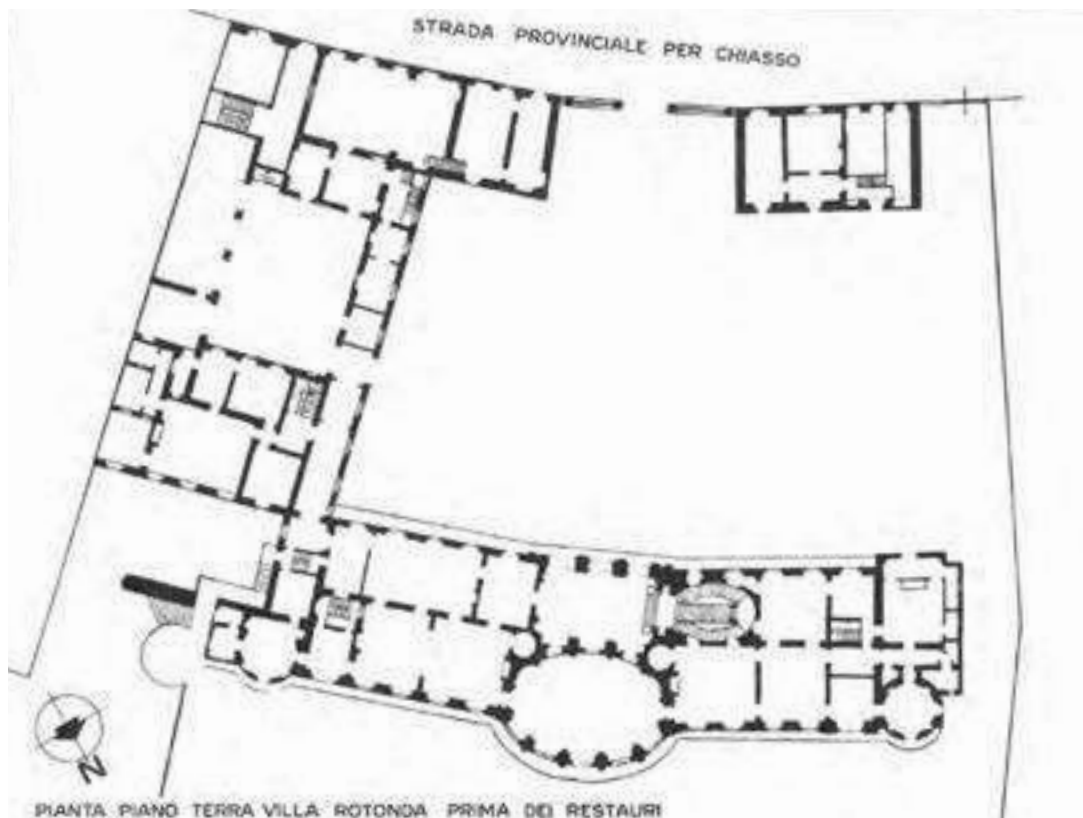 STRADA PROVINCIALE PER CHIASSO
N
PIANTA PIANO TERRA VILLA ROTONDA PRIMA DEI RESTAURI